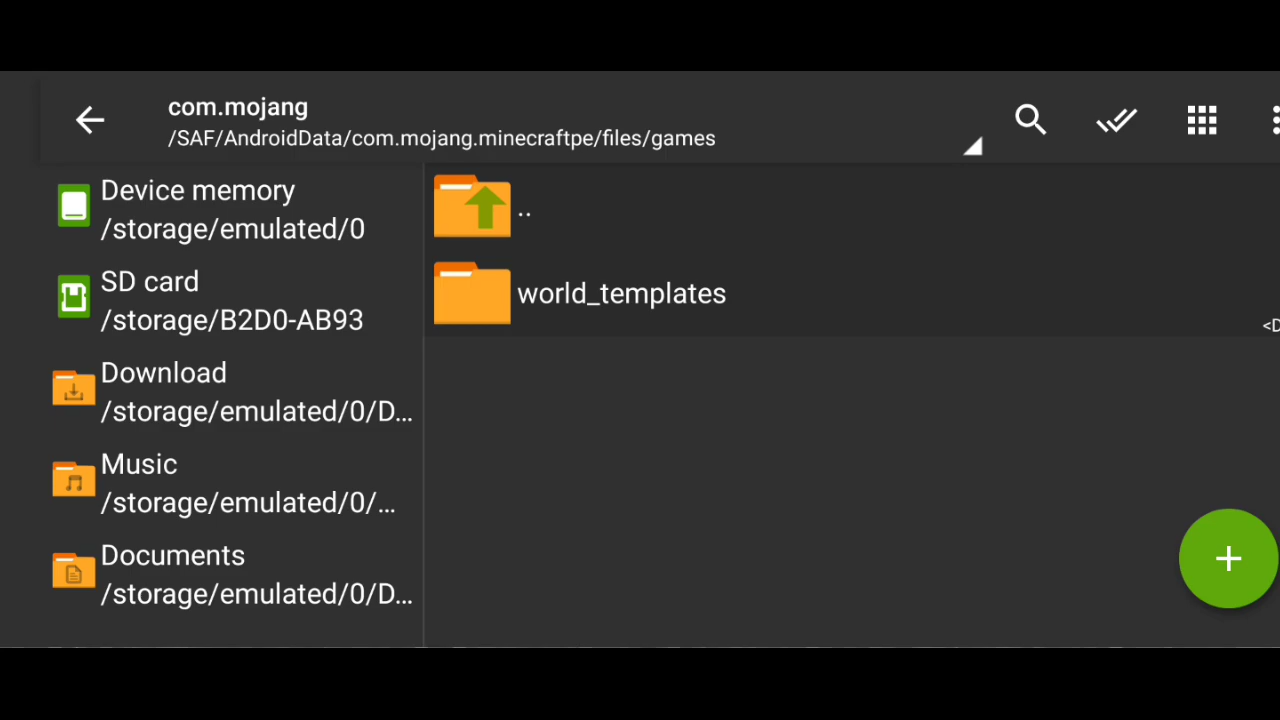 com.mojang
/SAF/AndroidData/com.mojang.minecraftpe/files/games
Device memory
/storage/emulated/0
SD card
/storage/B2D0-AB93
Download
/storage/emulated/0/D...
Music
/storage/emulated/0/...
Documents
/storage/emulated/0/D...
..
world_templates
<D